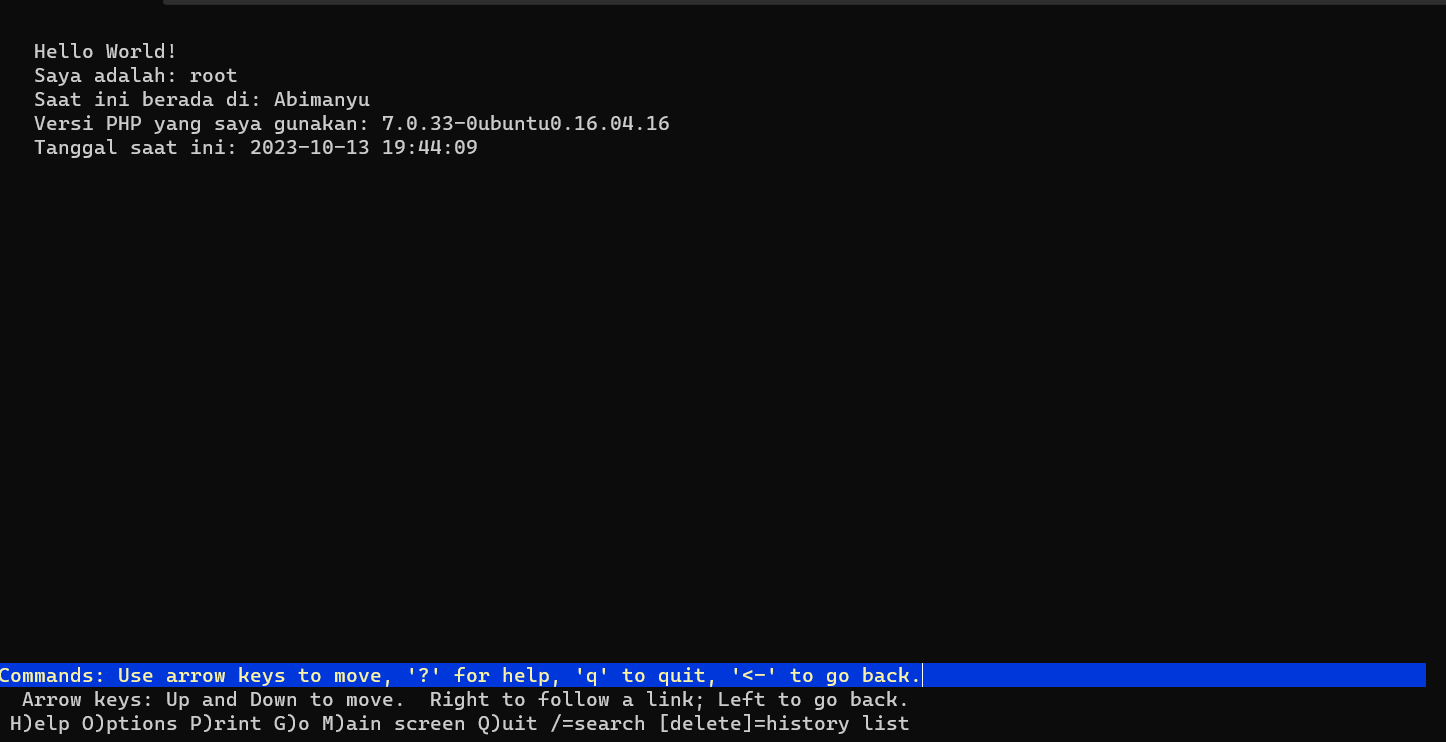 Hello World!
Saya adalah: root
Saat ini berada di: Abimanyu
Versi PHP yang saya gunakan: 7.0.33-0ubuntu0.16.04.16
Tanggal saat ini: 2023-10-13 19:44:09
Commands: Use arrow keys to move, '?' for help, 'q' to quit, '<-' to go back.
Arrow keys: Up and Down to move.  Right to follow a link; Left to go back.
H)elp O)ptions P)rint G)o M)ain screen Q)uit /=search [delete]=history list